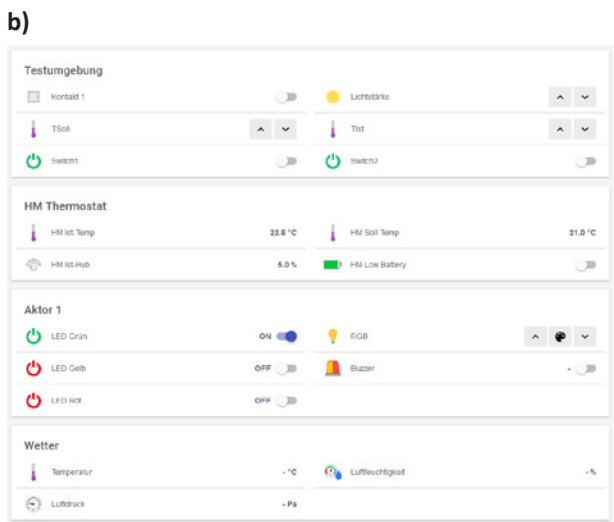 b)
Testumgebung
Kontakt 1
Lichtstärke
TSoll
TIst
Switch1
Switch2
HM Thermostat
HM Ist-Temp 22.8 °C
HM Soll-Temp 21.0 °C
HM Ist-Hub 5.0 %
HM Low Battery
Aktor 1
LED Grün ON
RGB
LED Gelb OFF
Buzzer -
LED Rot OFF
Wetter
Temperatur - °C
Luftfeuchtigkeit - %
Luftdruck - Pa